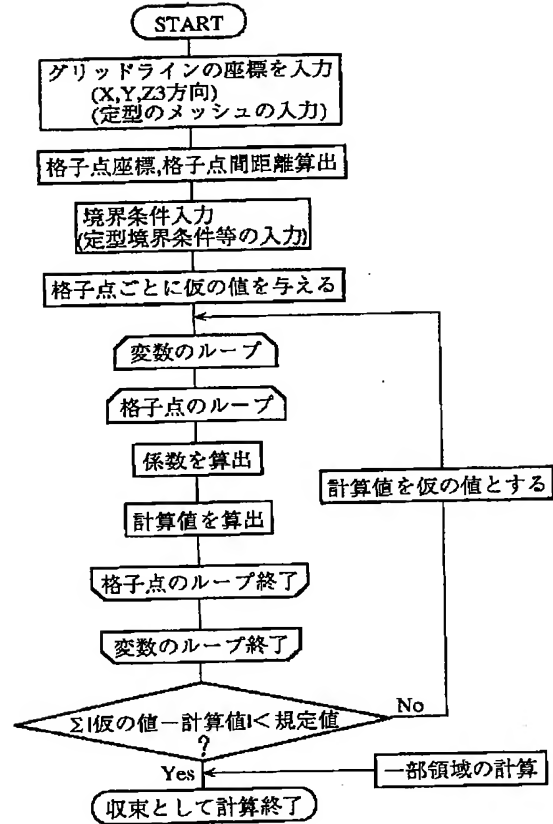 START
グリッドラインの座標を入力
(X,Y,Z3方向)
(定型のメッシュの入力)
格子点座標,格子点間距離算出
境界条件入力
(定型境界条件等の入力)
格子点ごとに仮の値を与える
変数のループ
格子点のループ
係数を算出
計算値を算出
計算値を仮の値とする
格子点のループ終了
変数のループ終了
Σ|仮の値－計算値|< 規定値
?
No
Yes
一部領域の計算
収束として計算終了